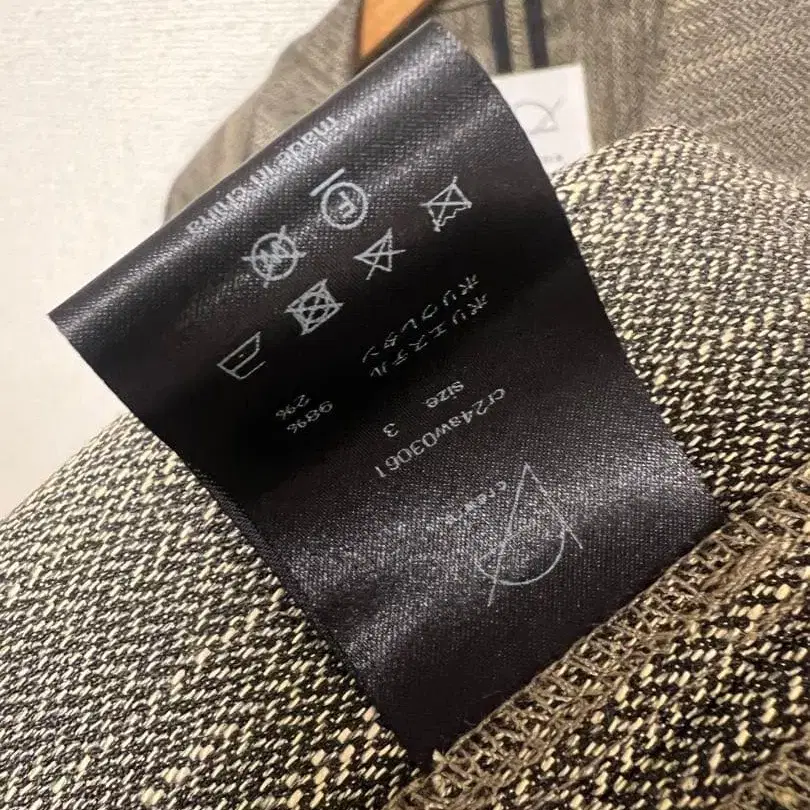 cr24aw03061
size 3
ポリエステル 98%
ポリウレタン 2%
F W
made in china